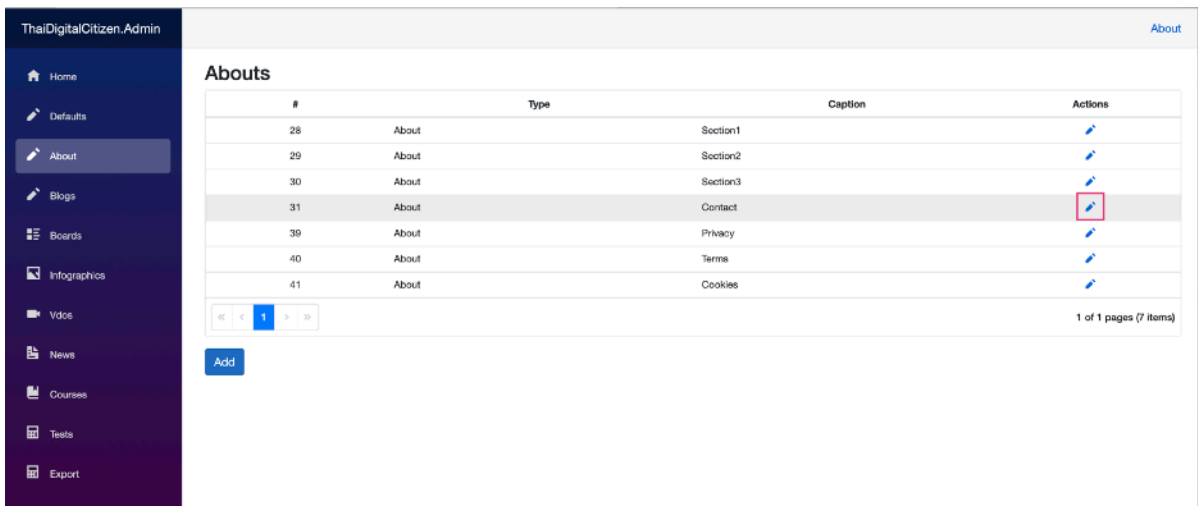 ThaiDigitalCitizen.Admin
About
Home
Defaults
About
Blogs
Boards
Infographics
Vdos
News
Courses
Tests
Export
Abouts
# Type Caption Actions
28 About Section1
29 About Section2
30 About Section3
31 About Contact
39 About Privacy
40 About Terms
41 About Cookies
« ‹ 1 › »
1 of 1 pages (7 items)
Add